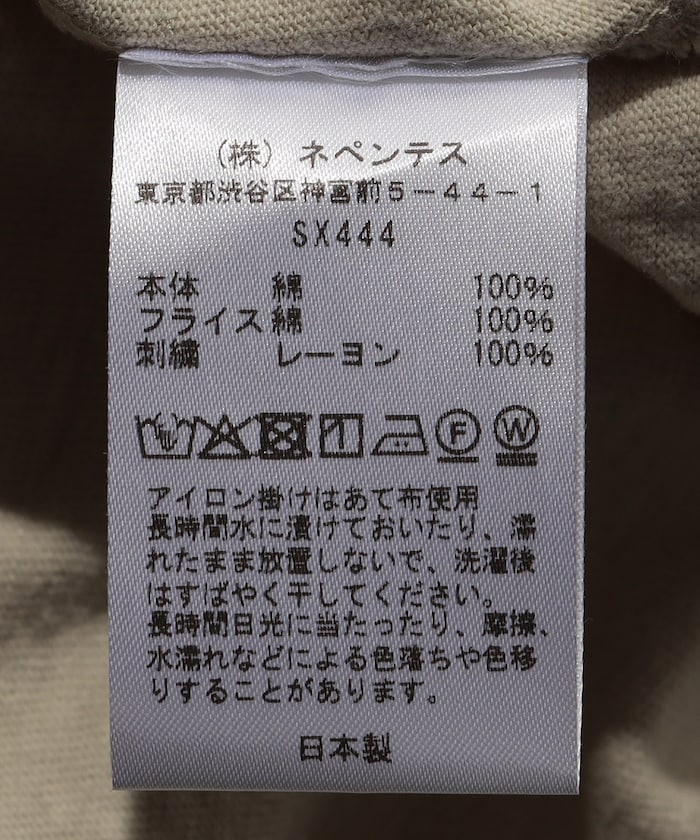 （株）ネペンテス
東京都渋谷区神宮前5－44－1
SX444
本体 綿 100%
フライス 綿 100%
刺繍 レーヨン 100%
F W
アイロン掛けはあて布使用
長時間水に漬けておいたり、濡
れたまま放置しないで、洗濯後
はすばやく干してください。
長時間日光に当たったり、摩擦、
水濡れなどによる色落ちや色移
りすることがあります。
日本製